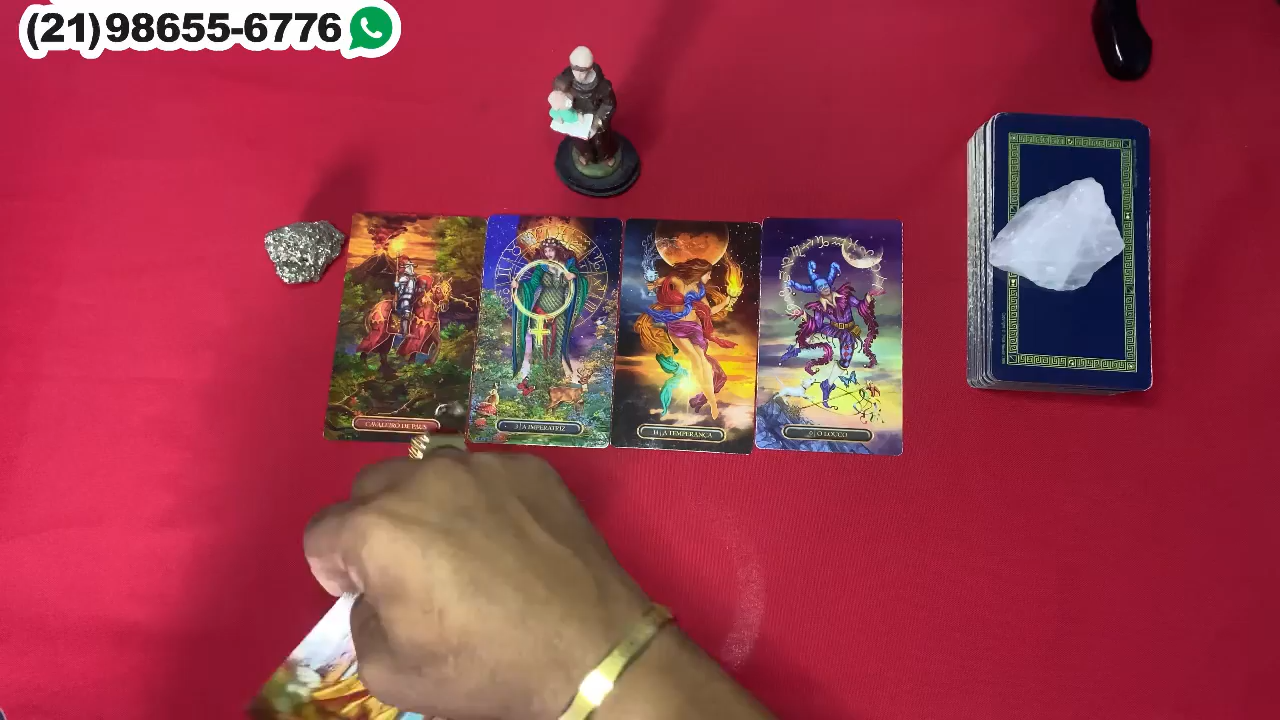 (21)98655-6776
CAVALEIRO DE PAUS
3 | A IMPERATRIZ
14 | A TEMPERANÇA
0 | O LOUCO